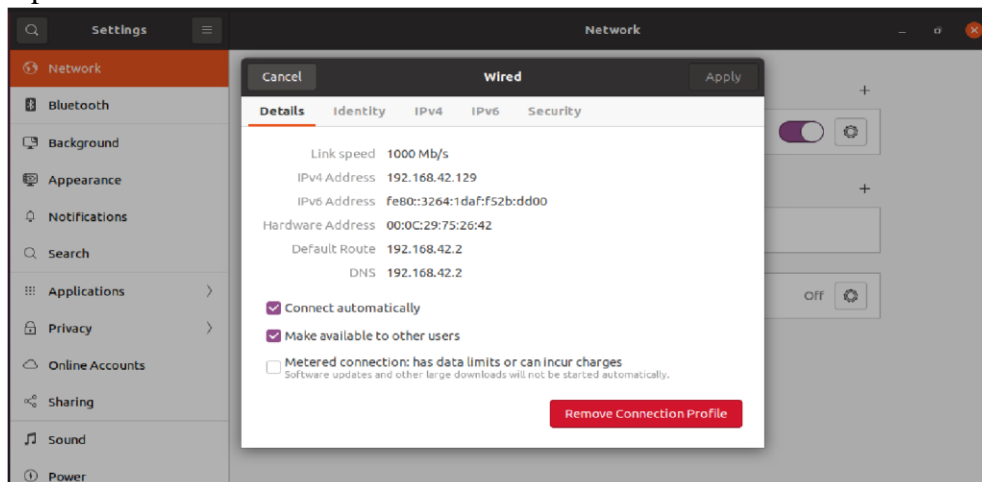 Settings
Network
Network
Bluetooth
Background
Appearance
Notifications
Search
Applications
Privacy
Online Accounts
Sharing
Sound
Power
Cancel
Wired
Apply
Details Identity IPv4 IPv6 Security
Link speed 1000 Mb/s
IPv4 Address 192.168.42.129
IPv6 Address fe80::3264:1daf:f52b:dd00
Hardware Address 00:0C:29:75:26:42
Default Route 192.168.42.2
DNS 192.168.42.2
Connect automatically
Make available to other users
Metered connection: has data limits or can incur charges
Software updates and other large downloads will not be started automatically.
Remove Connection Profile
Off